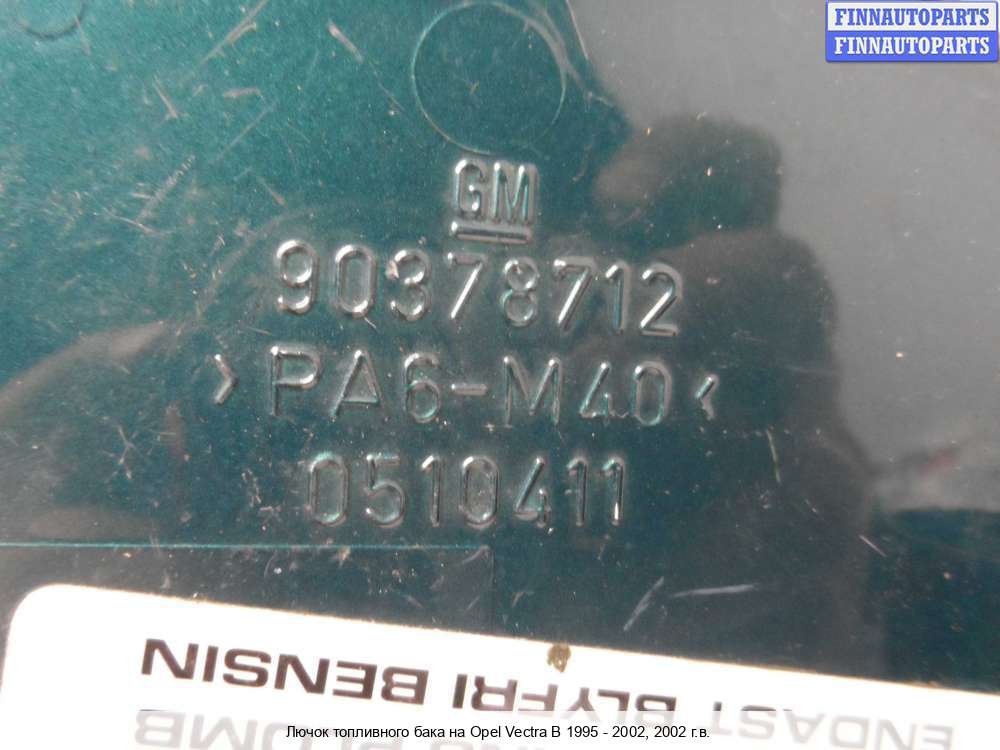 FINNAUTOPARTS
FINNAUTOPARTS
GM
90378712
>PA6-M40<
0510411
ENDAST BLYFRI BENSIN
PLOMB
Лючок топливного бака на Opel Vectra B 1995 - 2002, 2002 г.в.